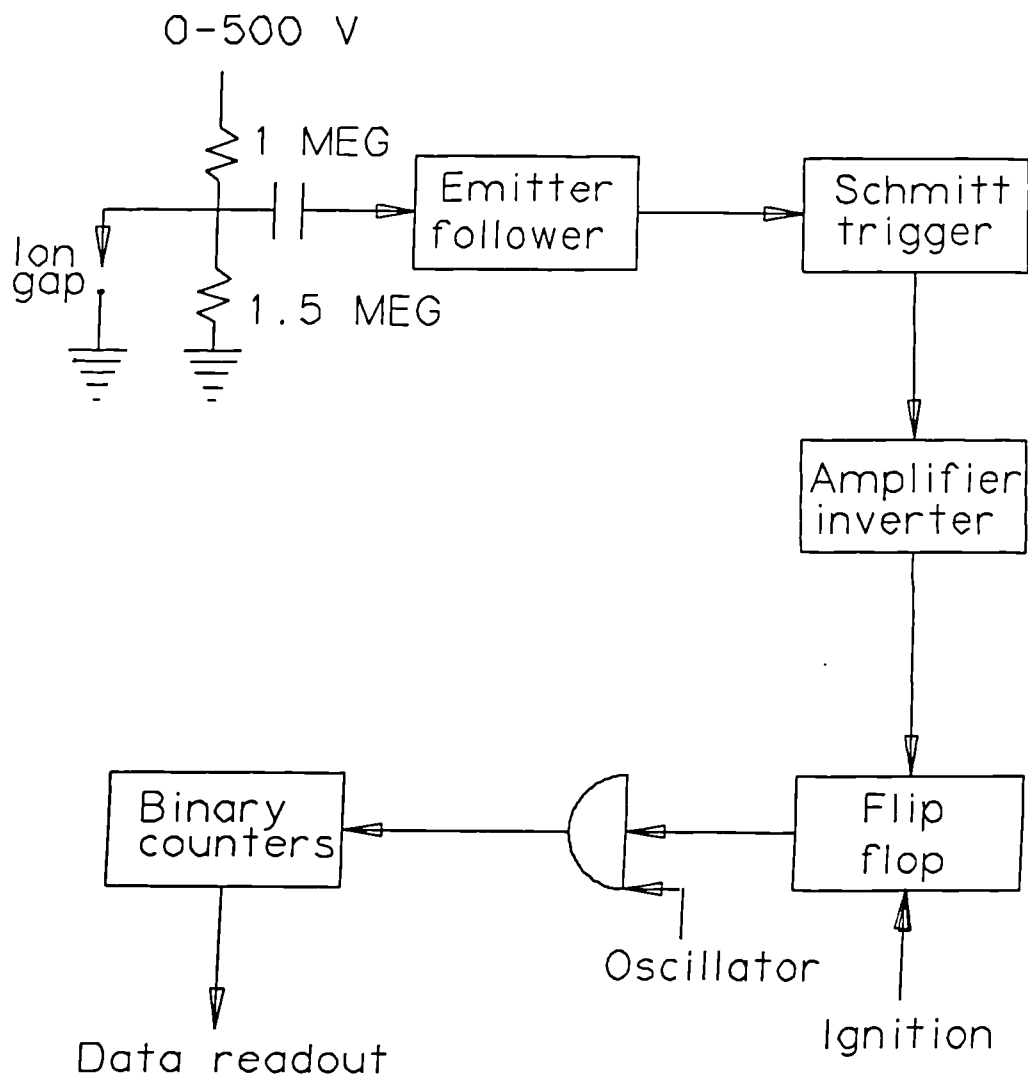 0-500 V
1 MEG
Ion
gap
1.5 MEG
Emitter
follower
Schmitt
trigger
Amplifier
inverter
Flip
flop
Binary
counters
Oscillator
Ignition
Data readout